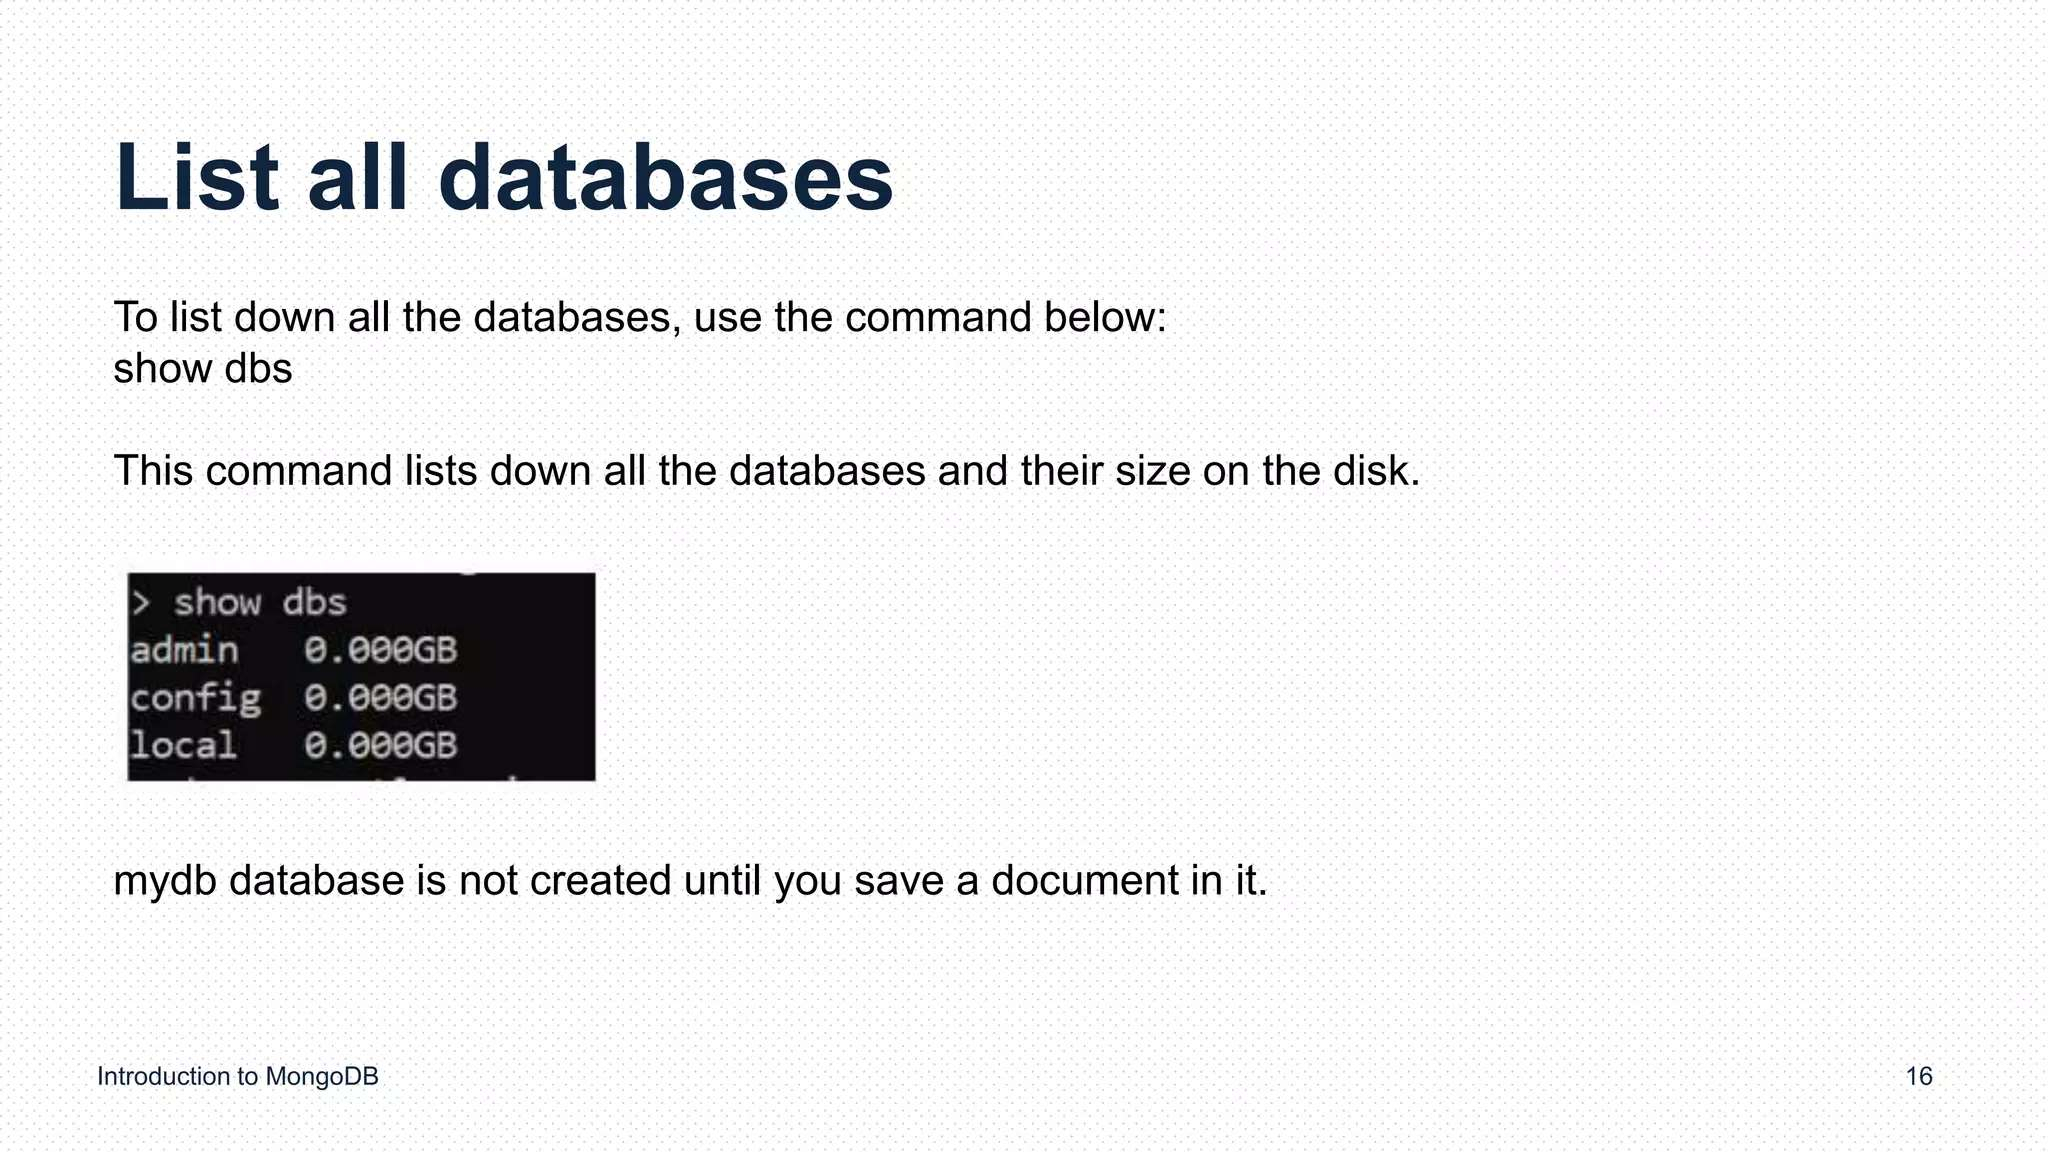 List all databases
To list down all the databases, use the command below:
show dbs
This command lists down all the databases and their size on the disk.
> show dbs
admin 0.000GB
config 0.000GB
local 0.000GB
mydb database is not created until you save a document in it.
Introduction to MongoDB
16